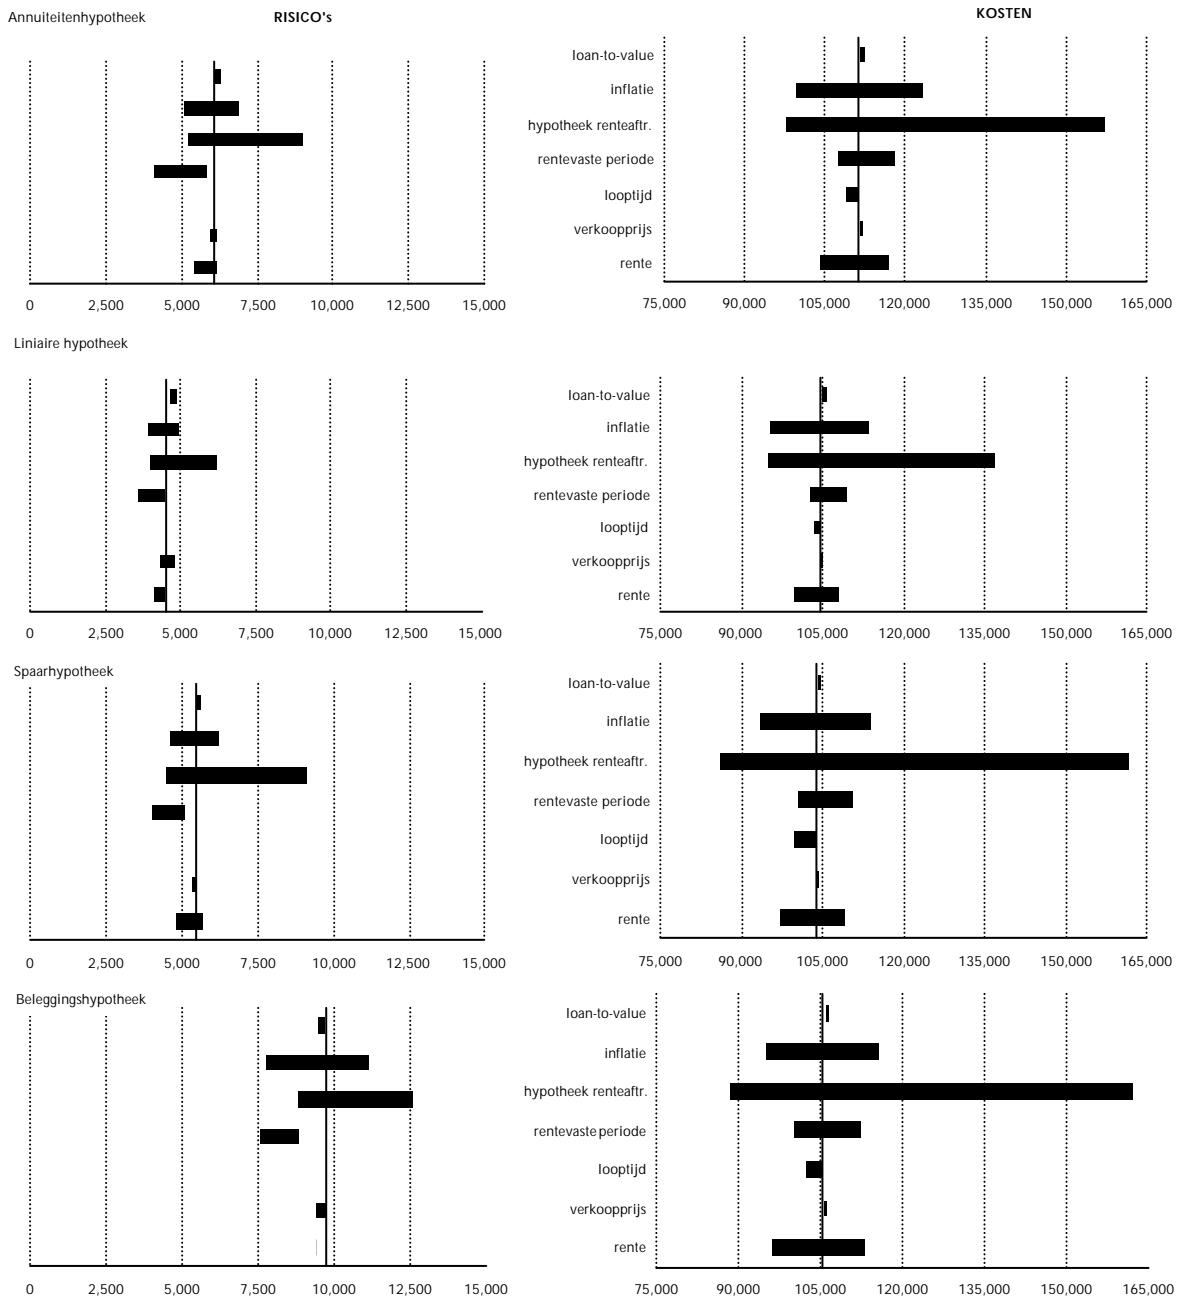 Annuiteitenhypotheek
RISICO's
KOSTEN
loan-to-value
inflatie
hypotheek renteaftr.
rentevaste periode
looptijd
verkoopprijs
rente
0 2,500 5,000 7,500 10,000 12,500 15,000
75,000 90,000 105,000 120,000 135,000 150,000 165,000
Liniaire hypotheek
loan-to-value
inflatie
hypotheek renteaftr.
rentevaste periode
looptijd
verkoopprijs
rente
0 2,500 5,000 7,500 10,000 12,500 15,000
75,000 90,000 105,000 120,000 135,000 150,000 165,000
Spaarhypotheek
loan-to-value
inflatie
hypotheek renteaftr.
rentevaste periode
looptijd
verkoopprijs
rente
0 2,500 5,000 7,500 10,000 12,500 15,000
75,000 90,000 105,000 120,000 135,000 150,000 165,000
Beleggingshypotheek
loan-to-value
inflatie
hypotheek renteaftr.
rentevaste periode
looptijd
verkoopprijs
rente
0 2,500 5,000 7,500 10,000 12,500 15,000
75,000 90,000 105,000 120,000 135,000 150,000 165,000